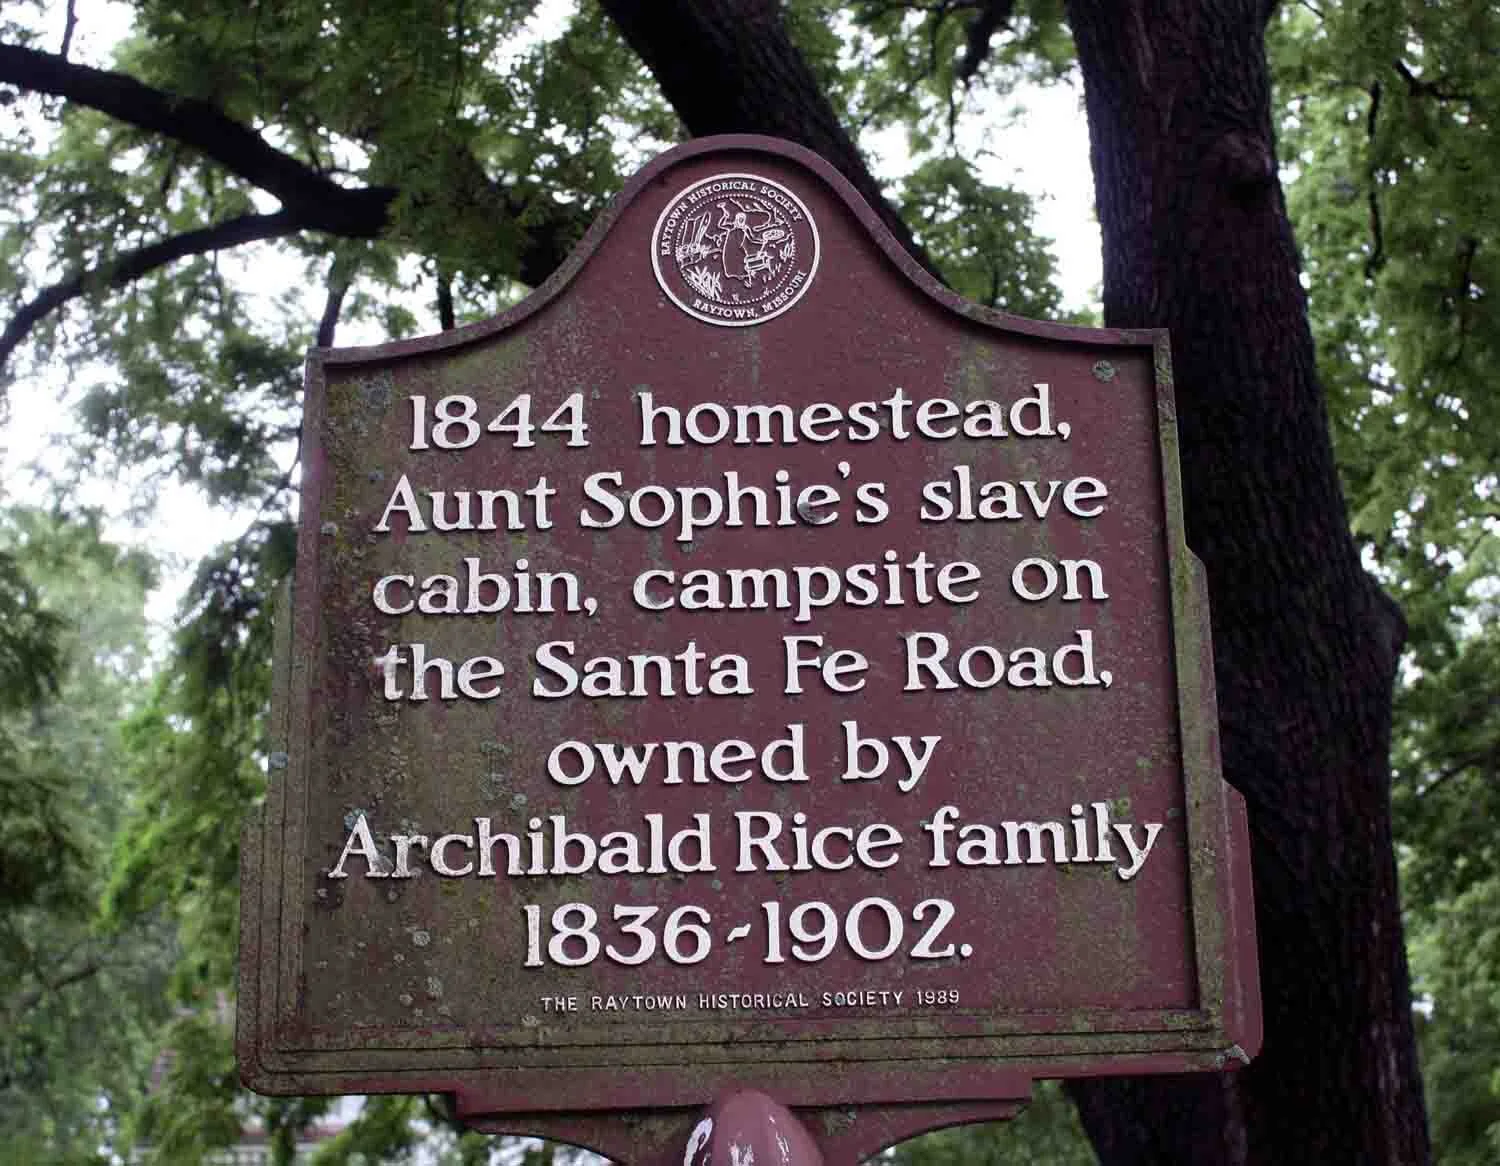 RAYTOWN HISTORICAL SOCIETY
RAYTOWN, MISSOURI
1844 homestead,
Aunt Sophie's slave
cabin, campsite on
the Santa Fe Road,
owned by
Archibald Rice family
1836-1902.
THE RAYTOWN HISTORICAL SOCIETY 1989